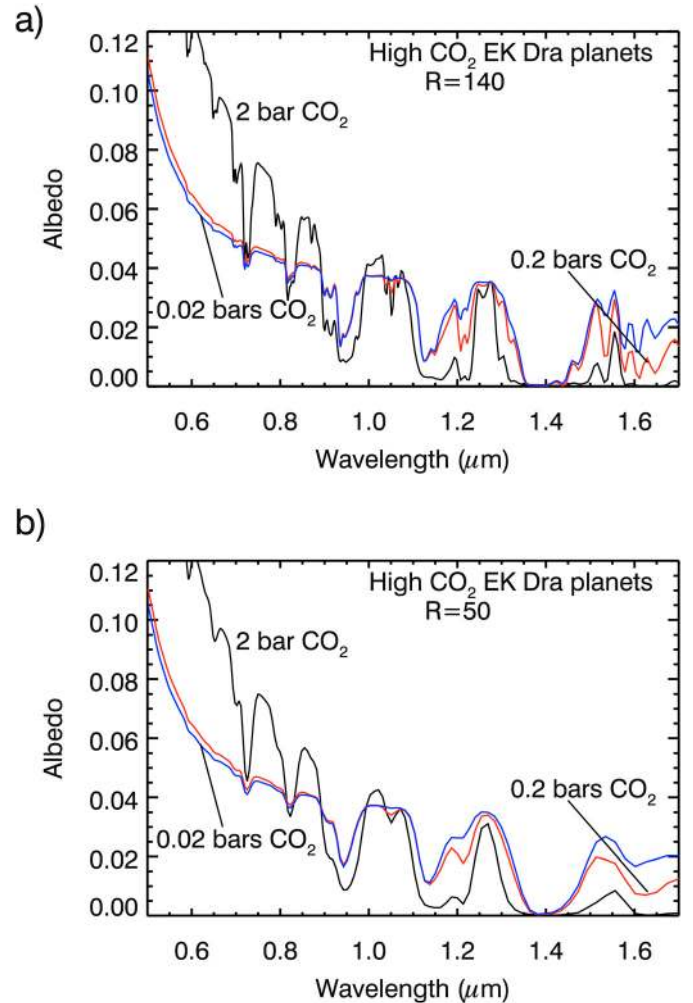 a)
High CO₂ EK Dra planets
R=140
2 bar CO₂
0.2 bars CO₂
0.02 bars CO₂
Albedo
0.12
0.10
0.08
0.06
0.04
0.02
0.00
0.6 0.8 1.0 1.2 1.4 1.6
Wavelength (μm)
b)
High CO₂ EK Dra planets
R=50
2 bar CO₂
0.2 bars CO₂
0.02 bars CO₂
Albedo
0.12
0.10
0.08
0.06
0.04
0.02
0.00
0.6 0.8 1.0 1.2 1.4 1.6
Wavelength (μm)